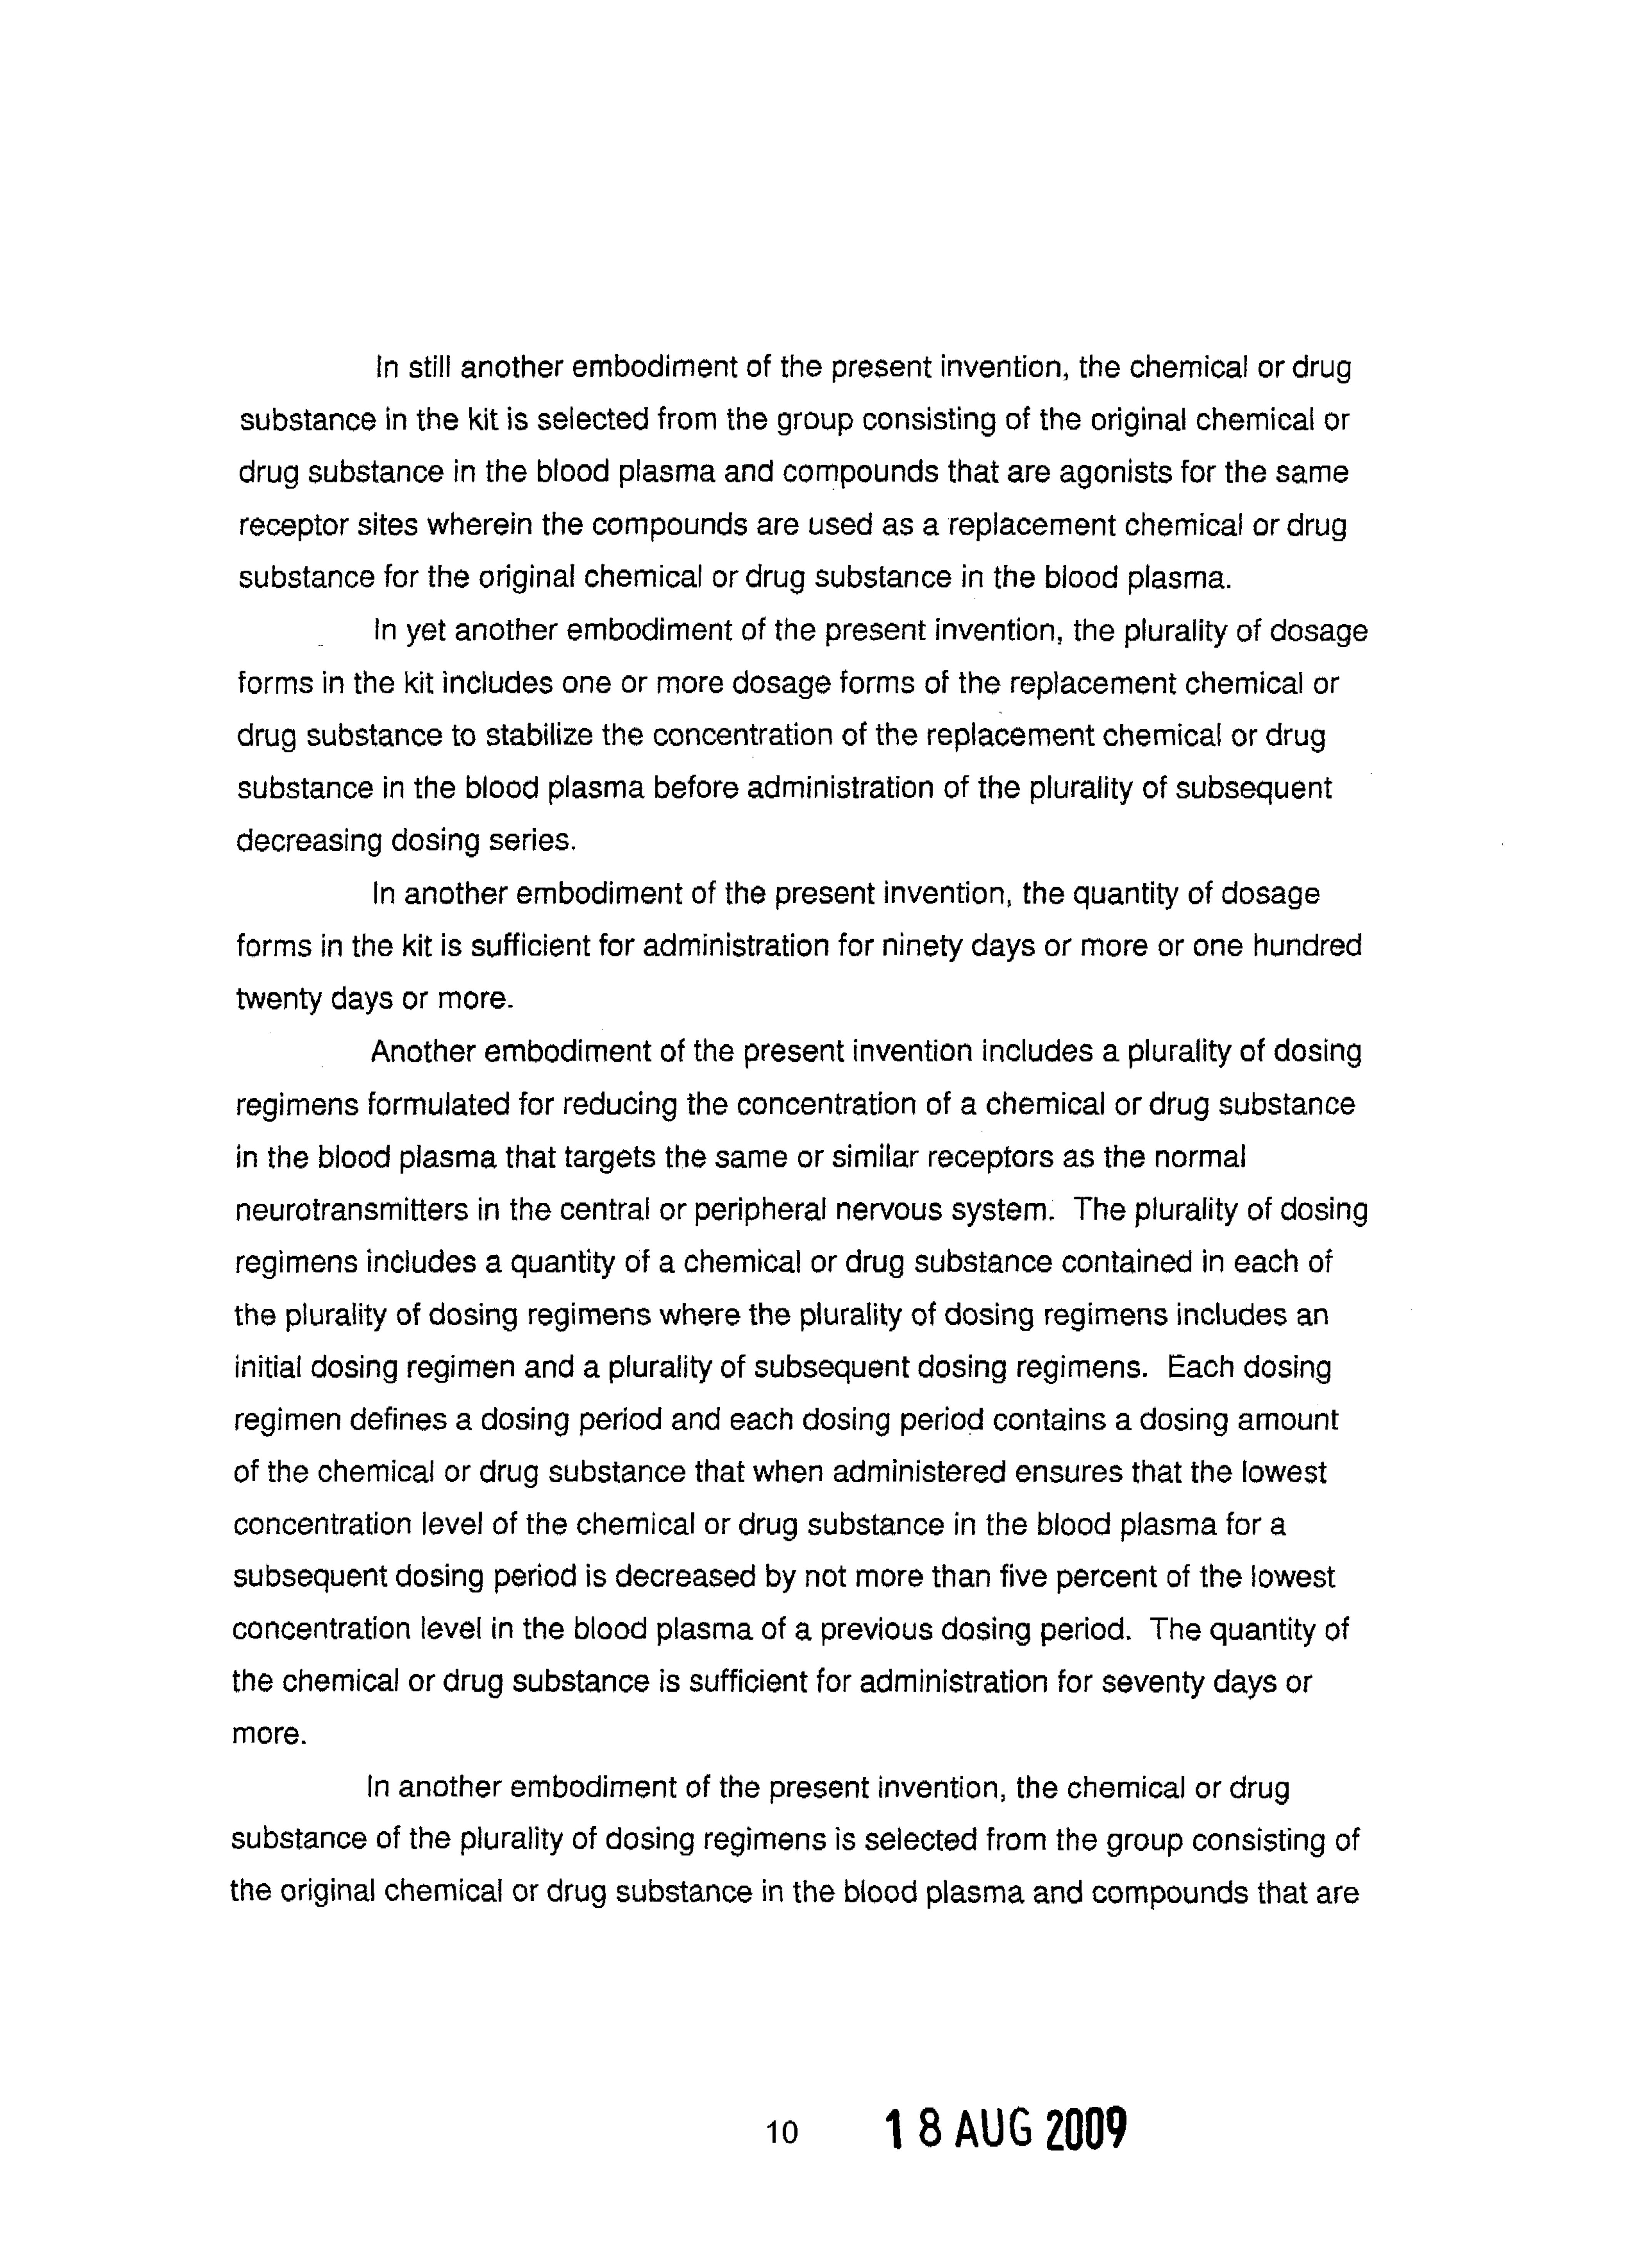 In still another embodiment of the present invention, the chemical or drug
substance in the kit is selected from the group consisting of the original chemical or
drug substance in the blood plasma and compounds that are agonists for the same
receptor sites wherein the compounds are used as a replacement chemical or drug
substance for the original chemical or drug substance in the blood plasma.
In yet another embodiment of the present invention, the plurality of dosage
forms in the kit includes one or more dosage forms of the replacement chemical or
drug substance to stabilize the concentration of the replacement chemical or drug
substance in the blood plasma before administration of the plurality of subsequent
decreasing dosing series.
In another embodiment of the present invention, the quantity of dosage
forms in the kit is sufficient for administration for ninety days or more or one hundred
twenty days or more.
Another embodiment of the present invention includes a plurality of dosing
regimens formulated for reducing the concentration of a chemical or drug substance
in the blood plasma that targets the same or similar receptors as the normal
neurotransmitters in the central or peripheral nervous system. The plurality of dosing
regimens includes a quantity of a chemical or drug substance contained in each of
the plurality of dosing regimens where the plurality of dosing regimens includes an
initial dosing regimen and a plurality of subsequent dosing regimens. Each dosing
regimen defines a dosing period and each dosing period contains a dosing amount
of the chemical or drug substance that when administered ensures that the lowest
concentration level of the chemical or drug substance in the blood plasma for a
subsequent dosing period is decreased by not more than five percent of the lowest
concentration level in the blood plasma of a previous dosing period. The quantity of
the chemical or drug substance is sufficient for administration for seventy days or
more.
In another embodiment of the present invention, the chemical or drug
substance of the plurality of dosing regimens is selected from the group consisting of
the original chemical or drug substance in the blood plasma and compounds that are
10 18 AUG 2009